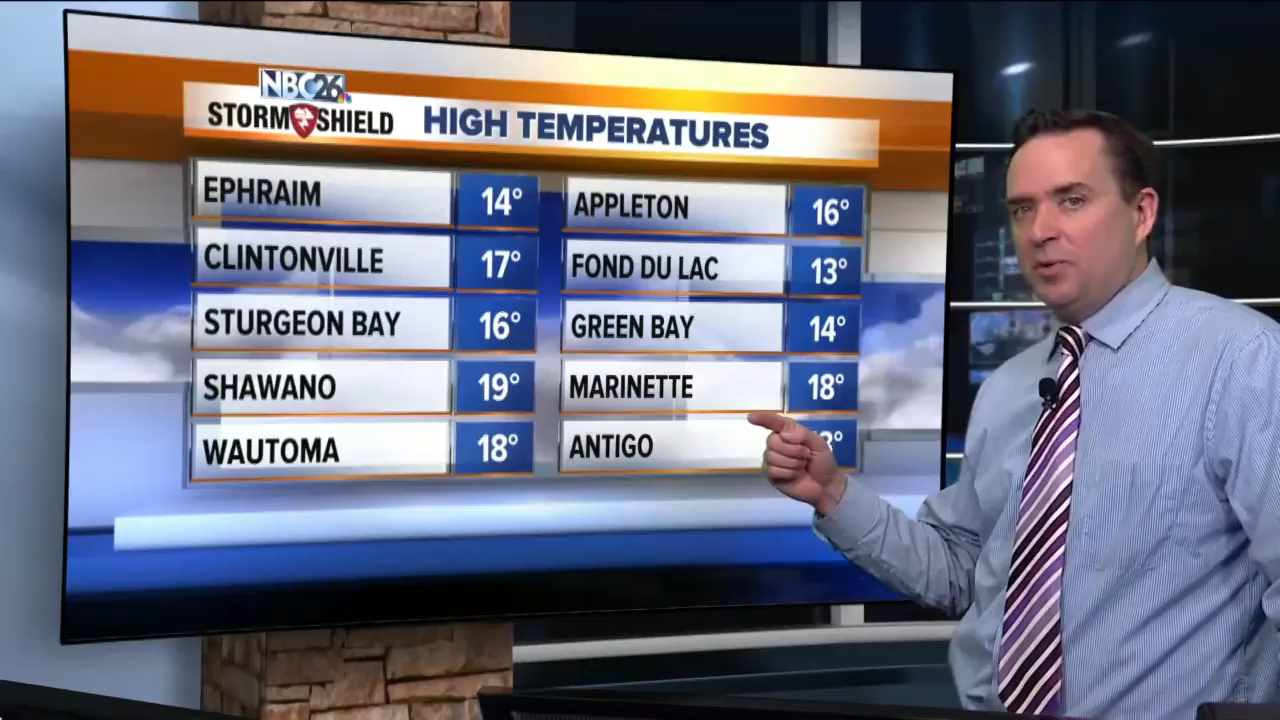 NBC26
STORM SHIELD
HIGH TEMPERATURES
EPHRAIM 14°
CLINTONVILLE 17°
STURGEON BAY 16°
SHAWANO 19°
WAUTOMA 18°
APPLETON 16°
FOND DU LAC 13°
GREEN BAY 14°
MARINETTE 18°
ANTIGO